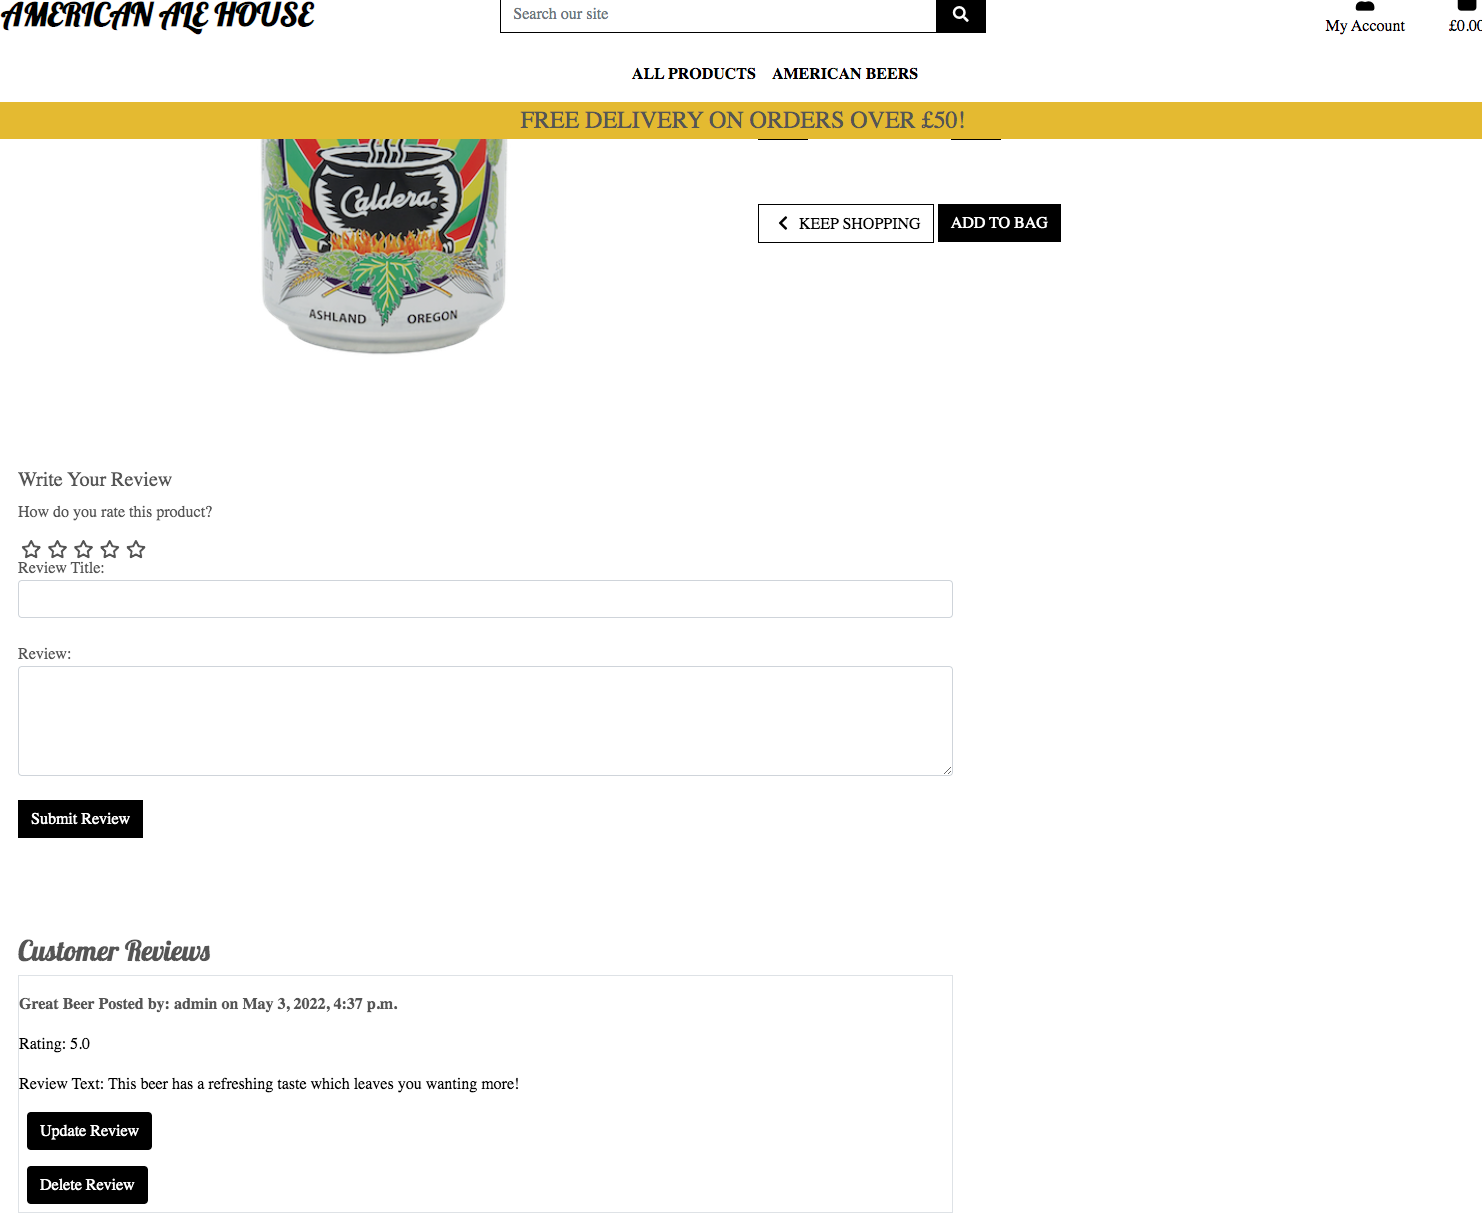 AMERICAN ALE HOUSE
Search our site
My Account
£0.00
ALL PRODUCTS AMERICAN BEERS
FREE DELIVERY ON ORDERS OVER £50!
Caldera
ASHLAND OREGON
KEEP SHOPPING
ADD TO BAG
Write Your Review
How do you rate this product?
Review Title:
Review:
Submit Review
Customer Reviews
Great Beer Posted by: admin on May 3, 2022, 4:37 p.m.
Rating: 5.0
Review Text: This beer has a refreshing taste which leaves you wanting more!
Update Review
Delete Review